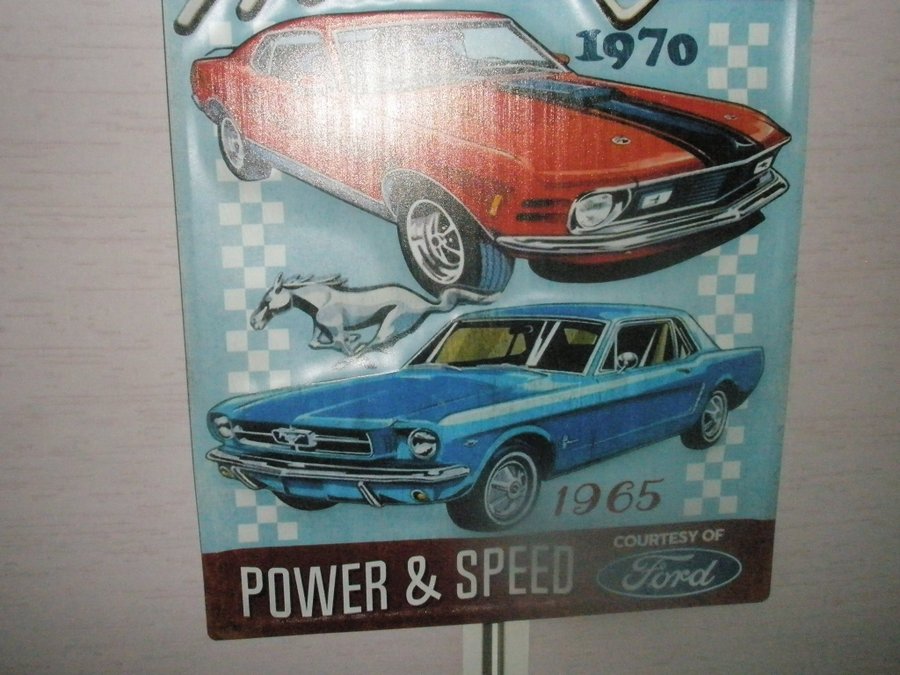 1970
1965
COURTESY OF
Ford
POWER & SPEED